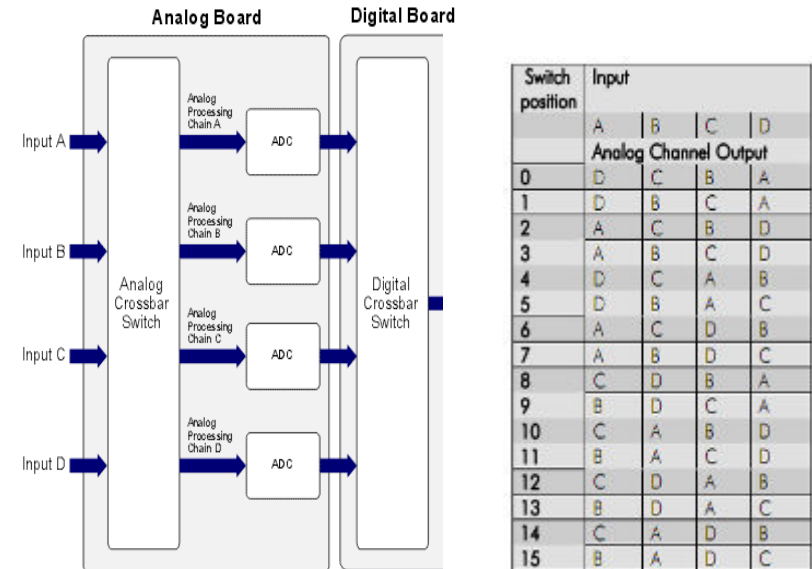 Analog Board
Digital Board
Input A
Input B
Input C
Input D
Analog
Crossbar
Switch
Analog
Processing
Chain A
ADC
Analog
Processing
Chain B
ADC
Analog
Processing
Chain C
ADC
Analog
Processing
Chain D
ADC
Digital
Crossbar
Switch
Switch position Input
A B C D
Analog Channel Output
0 D C B A
1 D B C A
2 A C B D
3 A B C D
4 D C A B
5 D B A C
6 A C D B
7 A B D C
8 C D B A
9 B D C A
10 C A B D
11 B A C D
12 C D A B
13 B D A C
14 C A D B
15 B A D C